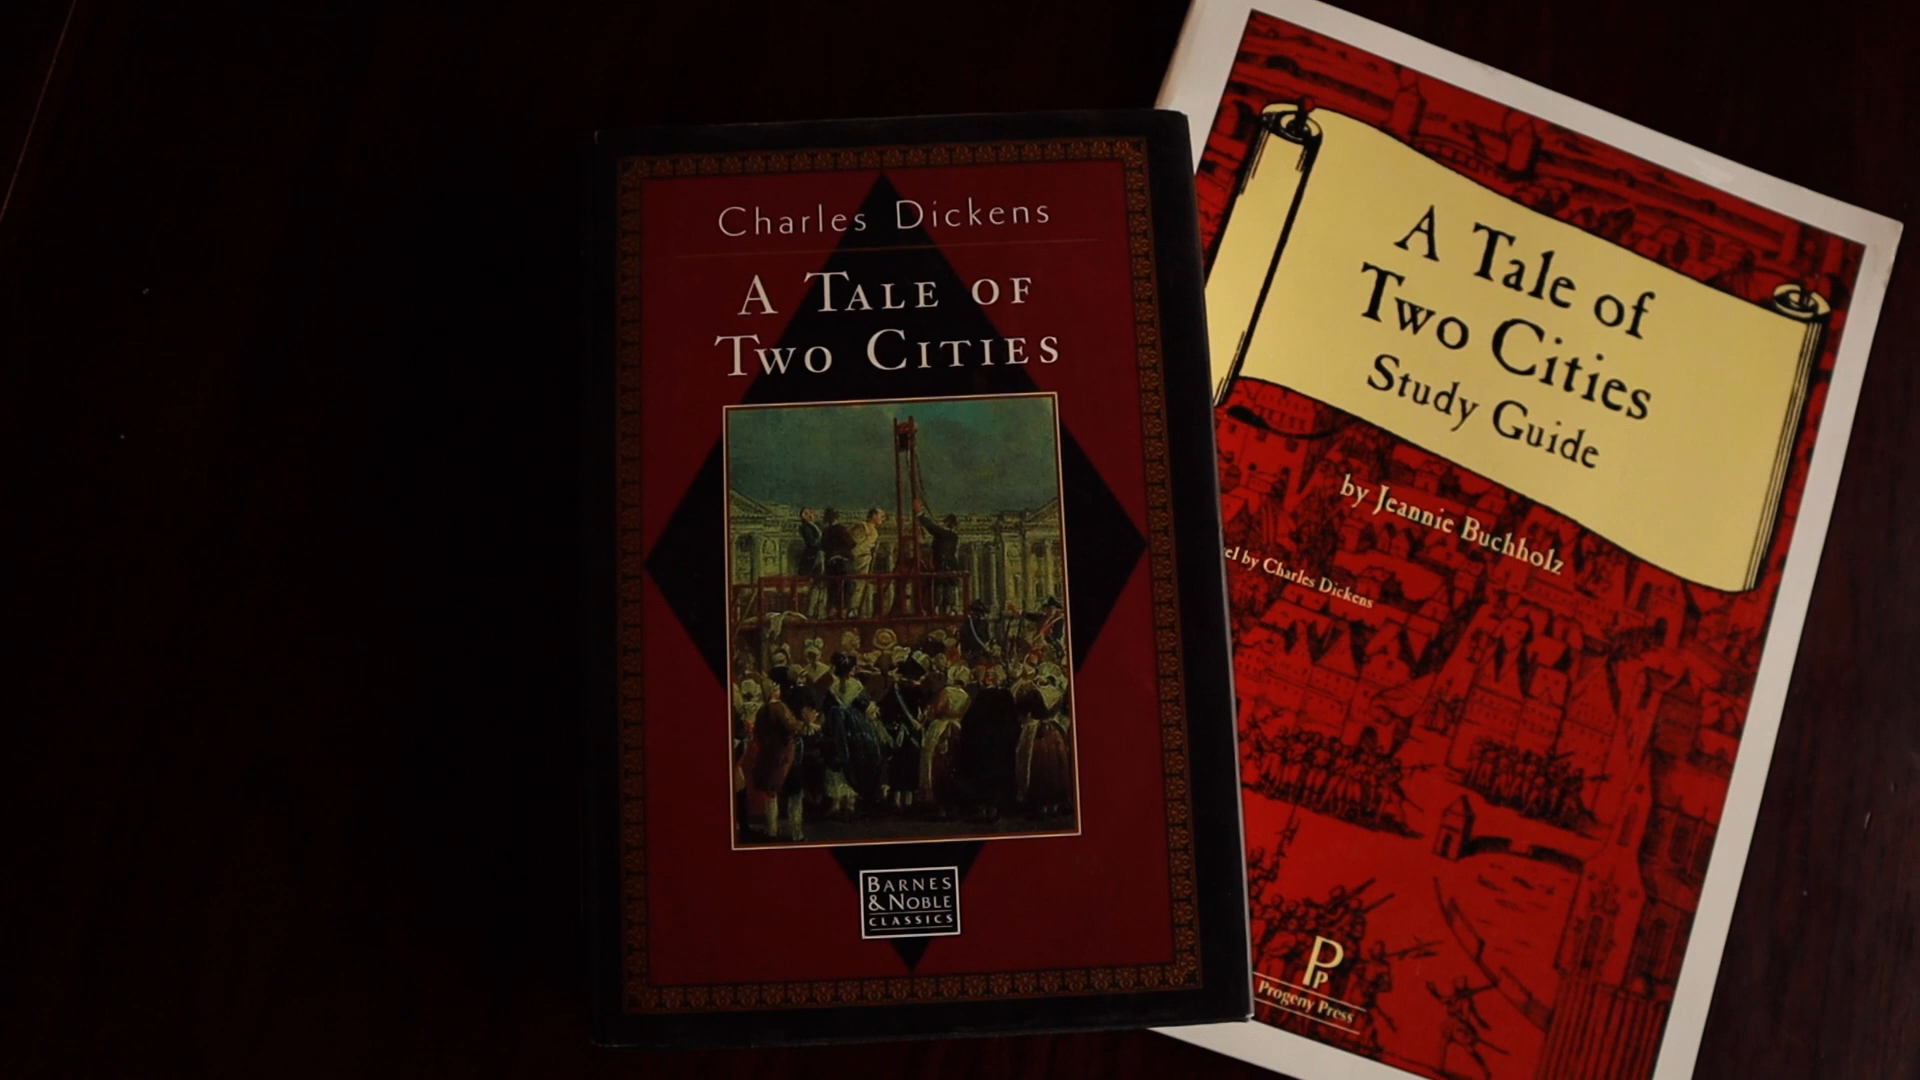 Charles Dickens
A TALE OF
TWO CITIES
BARNES
& NOBLE
CLASSICS
A Tale of
Two Cities
Study Guide
by Jeannie Buchholz
by Charles Dickens
PP
Progeny Press